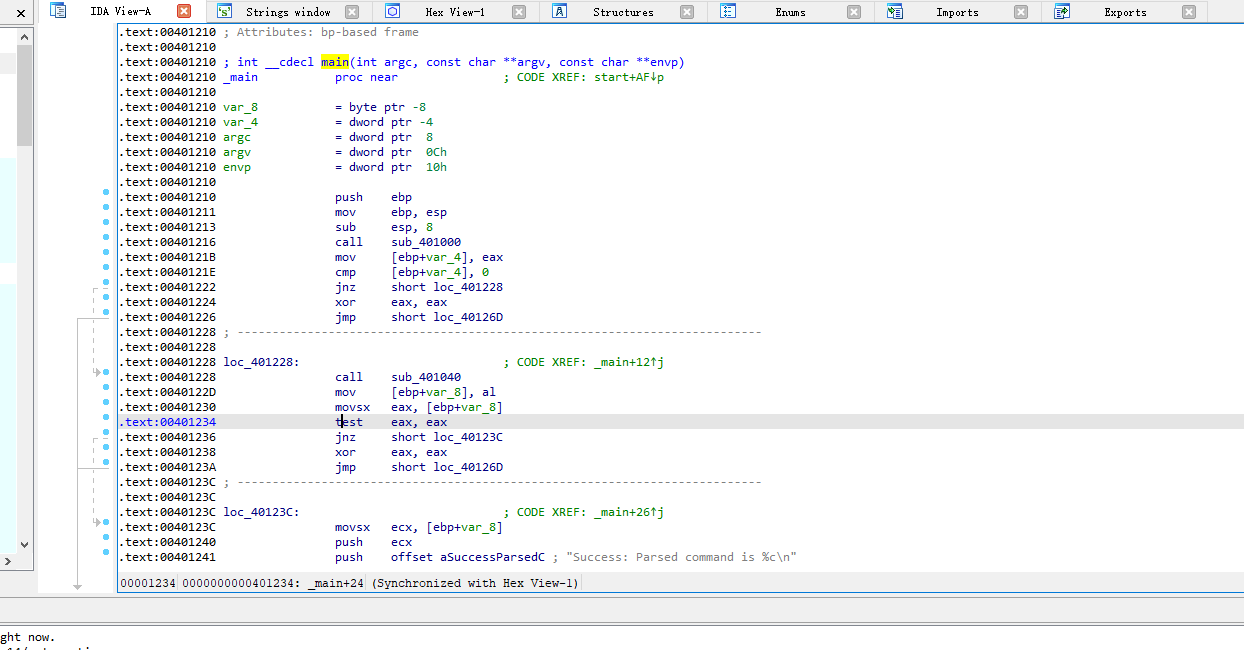 IDA View-A Strings window Hex View-1 Structures Enums Imports Exports
.text:00401210 ; Attributes: bp-based frame
.text:00401210
.text:00401210 ; int __cdecl main(int argc, const char **argv, const char **envp)
.text:00401210 _main proc near ; CODE XREF: start+AF↓p
.text:00401210
.text:00401210 var_8 = byte ptr -8
.text:00401210 var_4 = dword ptr -4
.text:00401210 argc = dword ptr 8
.text:00401210 argv = dword ptr 0Ch
.text:00401210 envp = dword ptr 10h
.text:00401210
.text:00401210 push ebp
.text:00401211 mov ebp, esp
.text:00401213 sub esp, 8
.text:00401216 call sub_401000
.text:0040121B mov [ebp+var_4], eax
.text:0040121E cmp [ebp+var_4], 0
.text:00401222 jnz short loc_401228
.text:00401224 xor eax, eax
.text:00401226 jmp short loc_40126D
.text:00401228 ; ---------------------------------------------------------------------------
.text:00401228
.text:00401228 loc_401228: ; CODE XREF: _main+12↑j
.text:00401228 call sub_401040
.text:0040122D mov [ebp+var_8], al
.text:00401230 movsx eax, [ebp+var_8]
.text:00401234 test eax, eax
.text:00401236 jnz short loc_40123C
.text:00401238 xor eax, eax
.text:0040123A jmp short loc_40126D
.text:0040123C ; ---------------------------------------------------------------------------
.text:0040123C
.text:0040123C loc_40123C: ; CODE XREF: _main+26↑j
.text:0040123C movsx ecx, [ebp+var_8]
.text:00401240 push ecx
.text:00401241 push offset aSuccessParsedC ; "Success: Parsed command is %c\n"
00001234 0000000000401234: _main+24 (Synchronized with Hex View-1)
ght now.